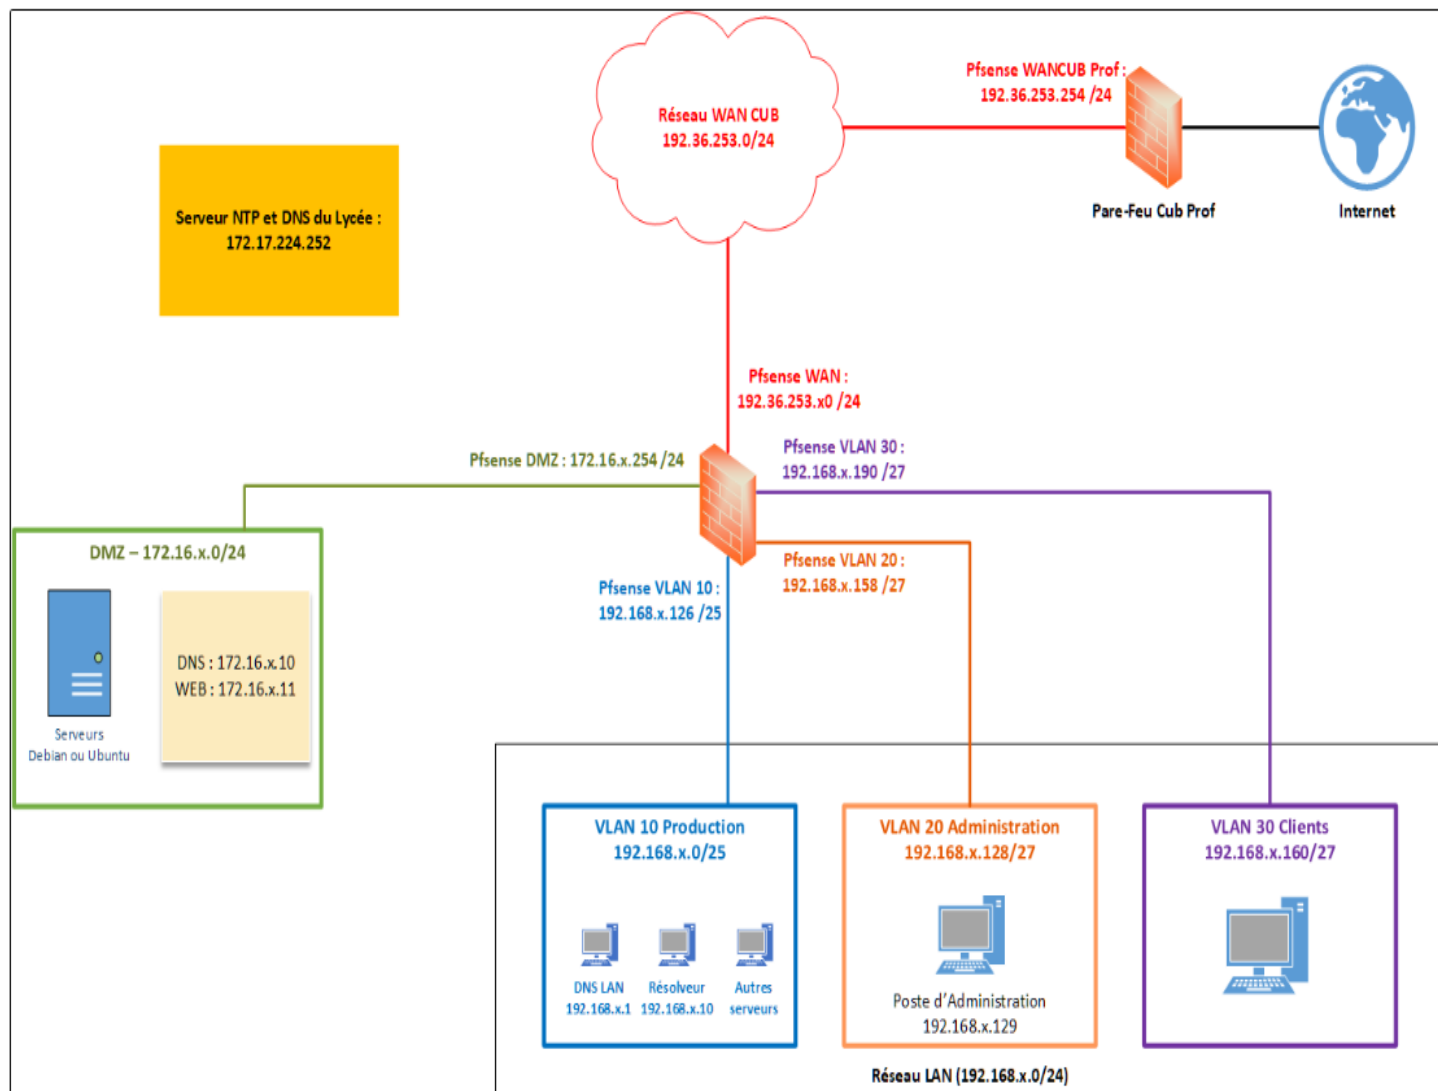 Réseau WAN CUB
192.36.253.0/24
Pfsense WANCUB Prof :
192.36.253.254 /24
Pare-Feu Cub Prof
Internet
Serveur NTP et DNS du Lycée :
172.17.224.252
Pfsense WAN :
192.36.253.x0 /24
Pfsense DMZ : 172.16.x.254 /24
Pfsense VLAN 30 :
192.168.x.190 /27
Pfsense VLAN 20 :
192.168.x.158 /27
Pfsense VLAN 10 :
192.168.x.126 /25
DMZ – 172.16.x.0/24
DNS : 172.16.x.10
WEB : 172.16.x.11
Serveurs
Debian ou Ubuntu
VLAN 10 Production
192.168.x.0/25
DNS LAN
192.168.x.1
Résolveur
192.168.x.10
Autres
serveurs
VLAN 20 Administration
192.168.x.128/27
Poste d’Administration
192.168.x.129
VLAN 30 Clients
192.168.x.160/27
Réseau LAN (192.168.x.0/24)